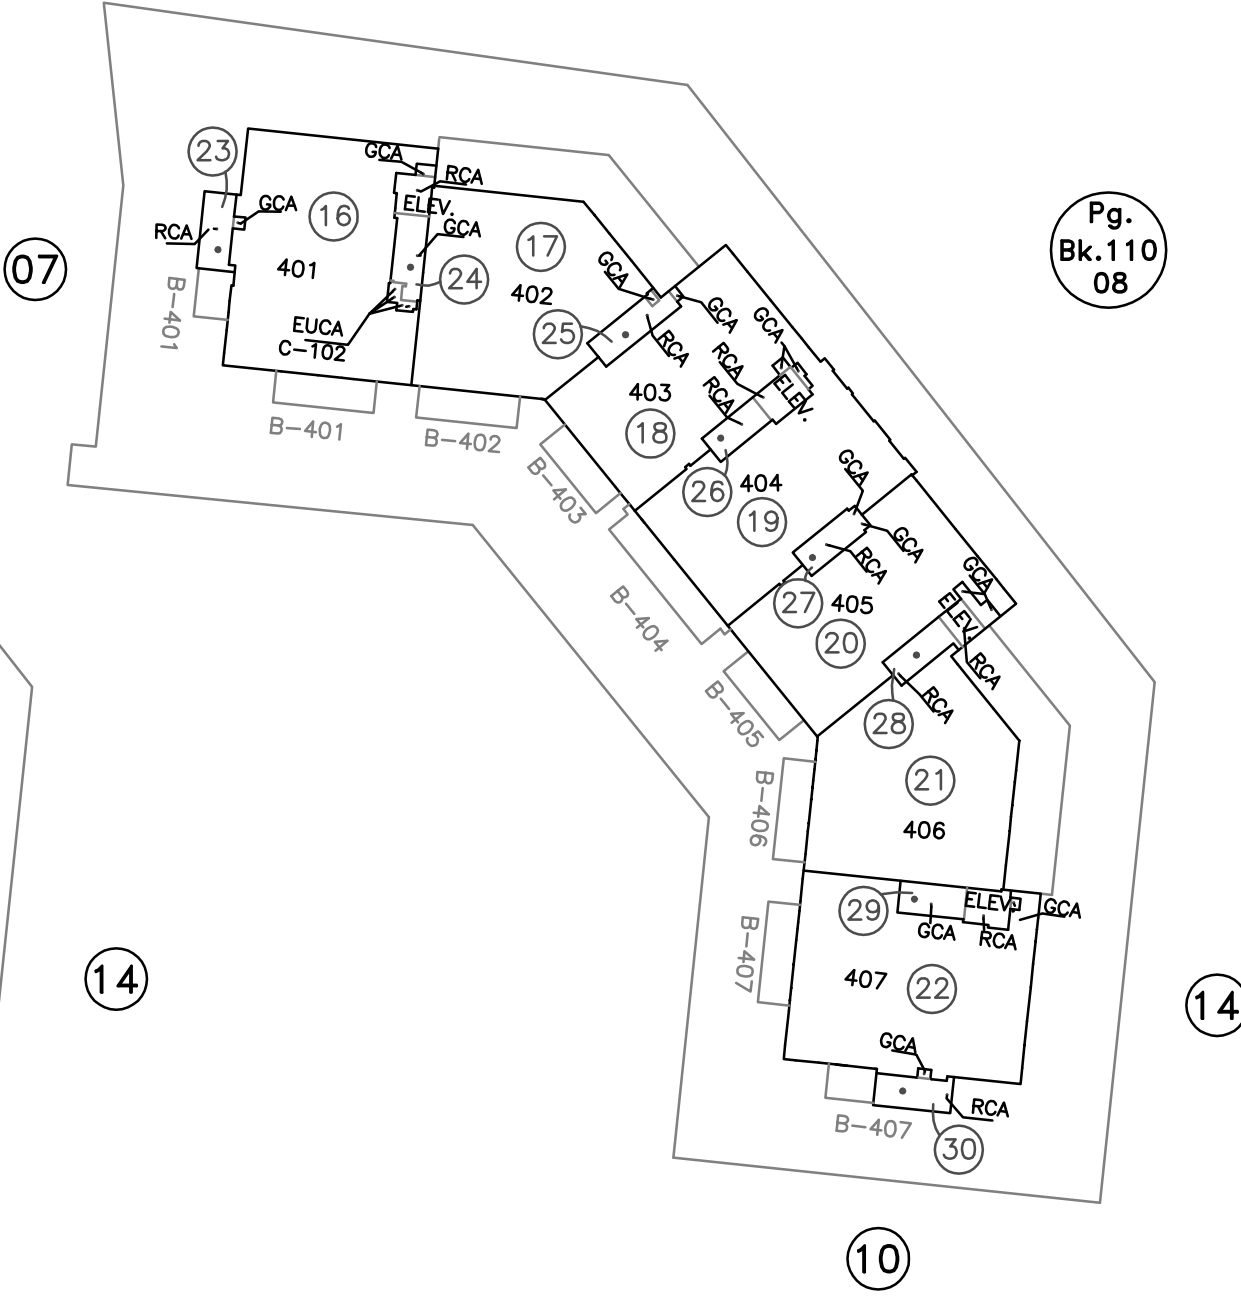 23
GCA
RCA
Pg.
Bk.110
08
GCA
16
ELEV.
RCA
GCA
17
07
401
24
402
GCA
GCA
B-401
EUCA
C-102
25
RCA
GCA
RCA
ELEV.
403
RCA
18
B-401
B-402
B-403
26
404
19
GCA
GCA
RCA
27
405
20
GCA
ELEV.
RCA
B-404
RCA
28
B-405
21
406
B-406
29
ELEV.
GCA
GCA
RCA
B-407
407
22
14
14
GCA
RCA
B-407
30
10